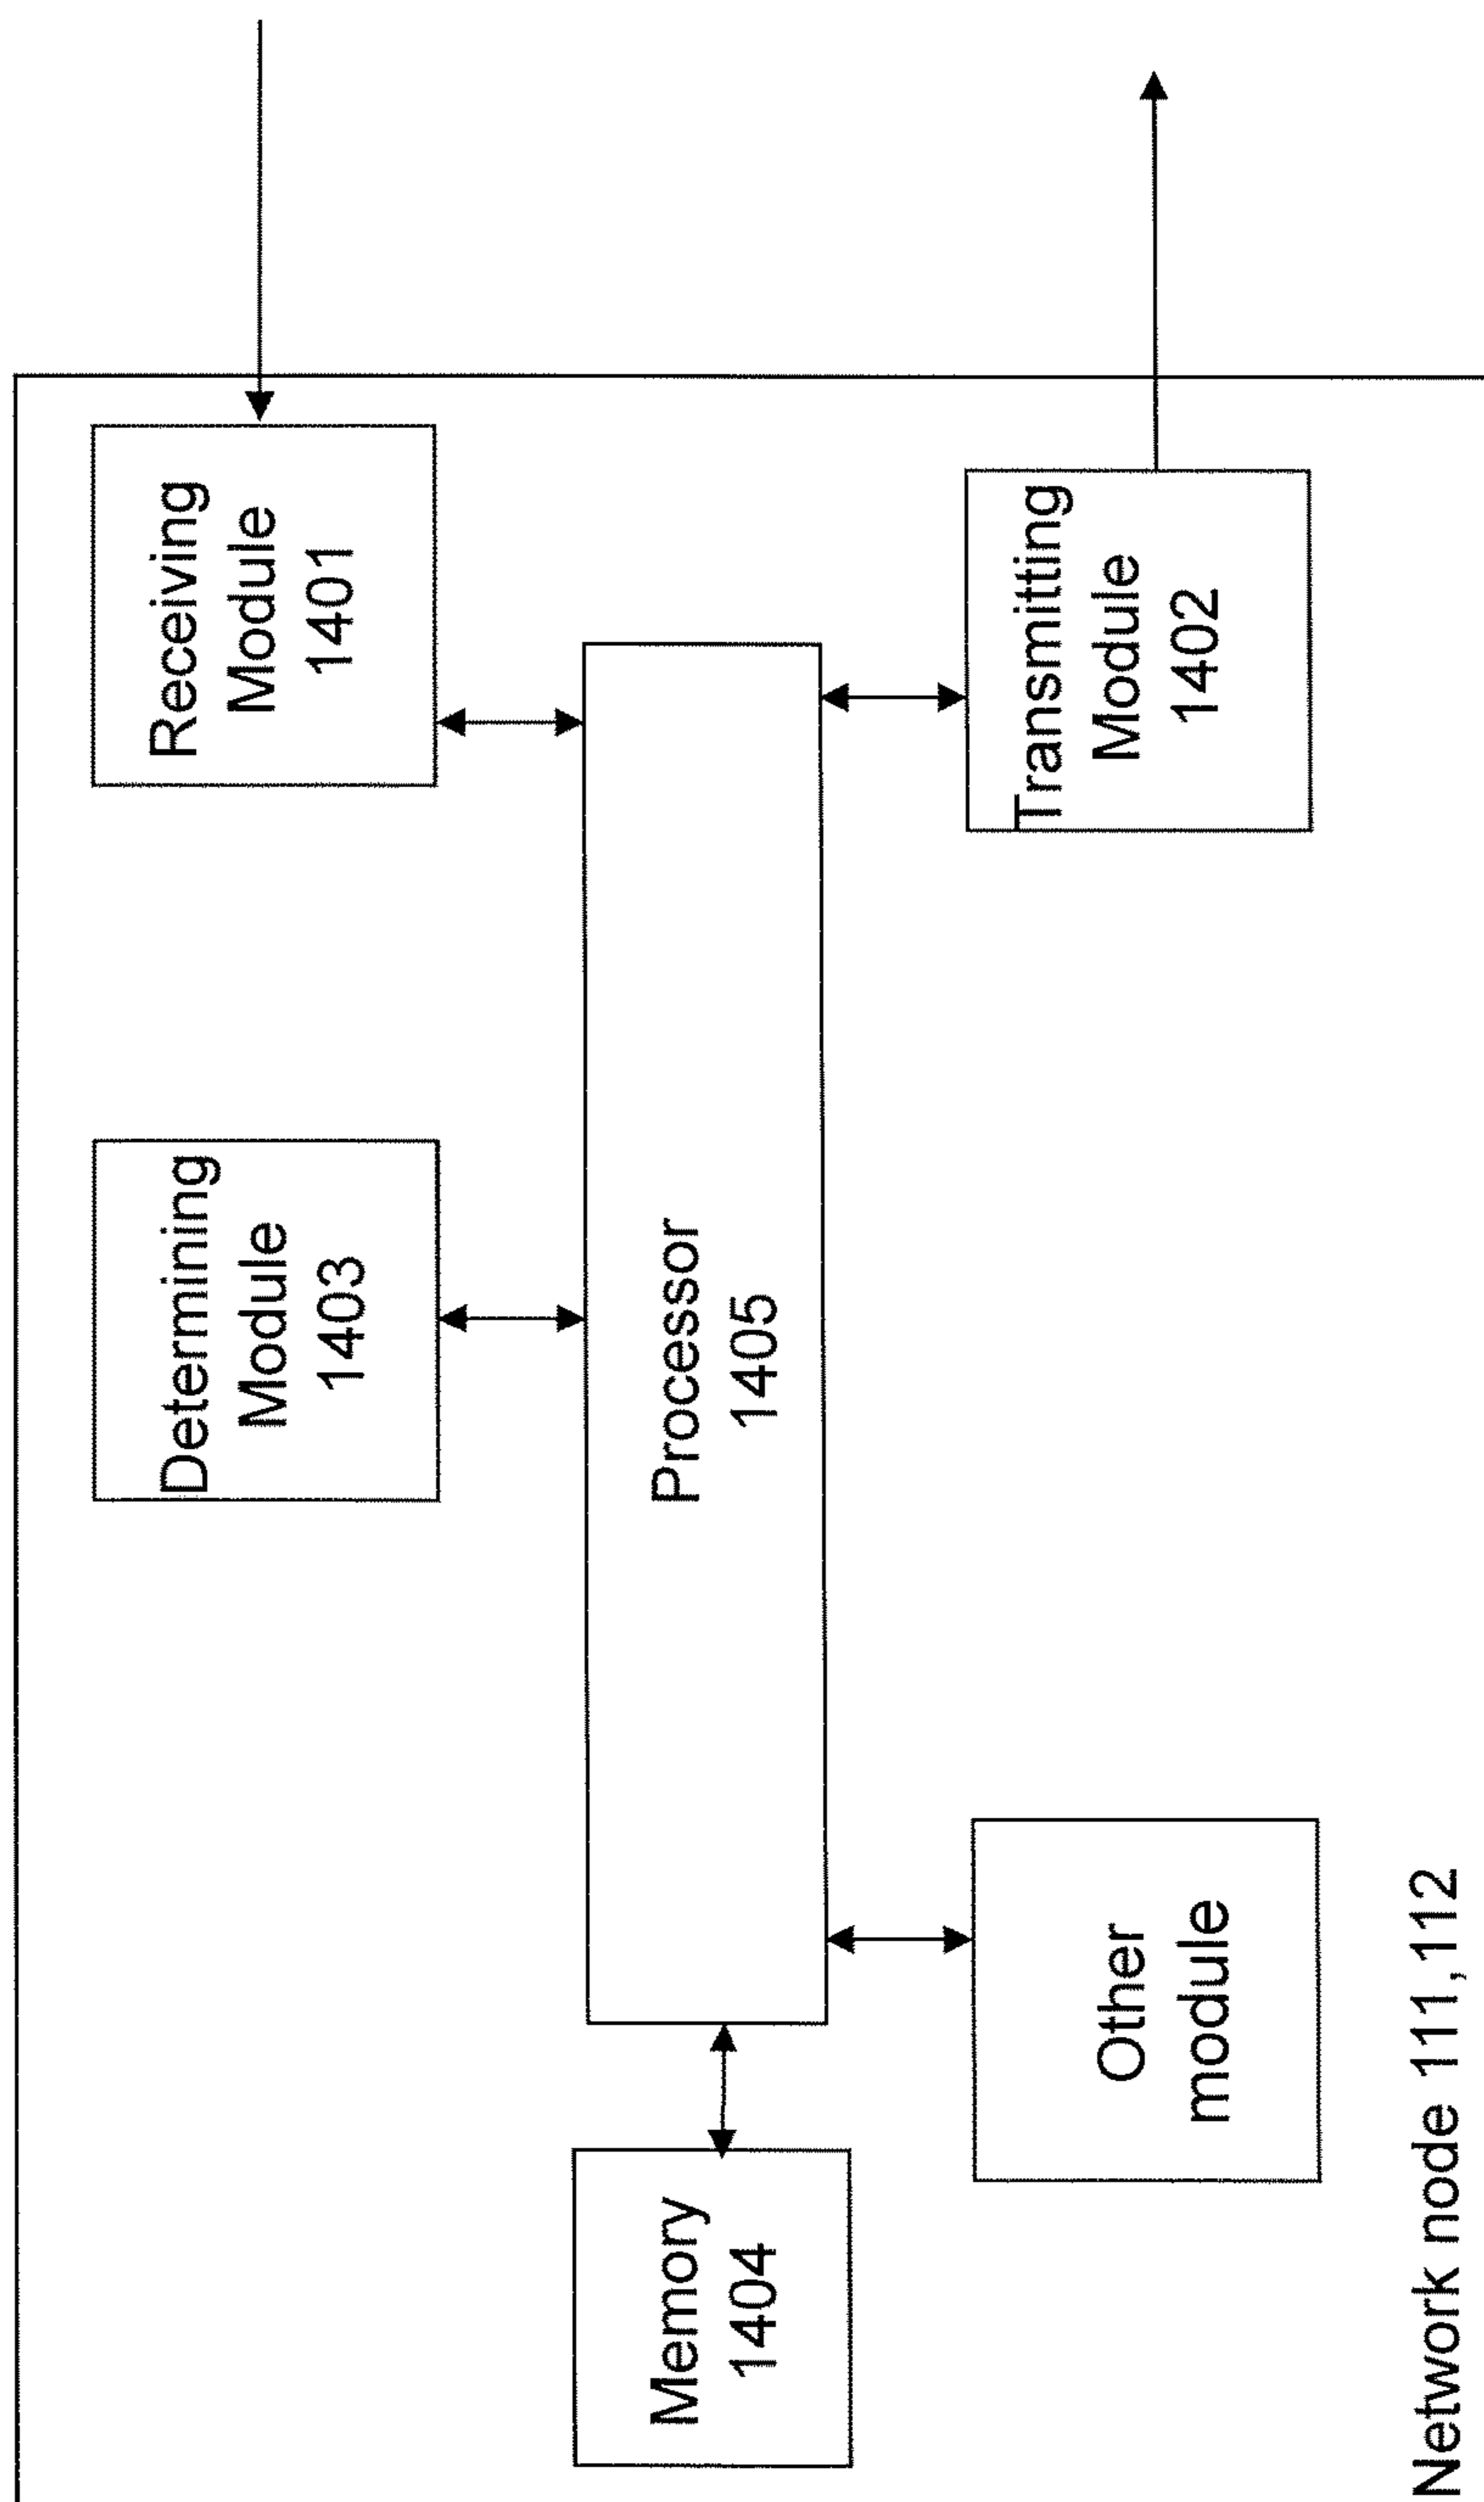 Determining
Module
1403
Receiving
Module
1401
Memory
1404
Processor
1405
Other
module
Transmitting
Module
1402
Network node 111,112